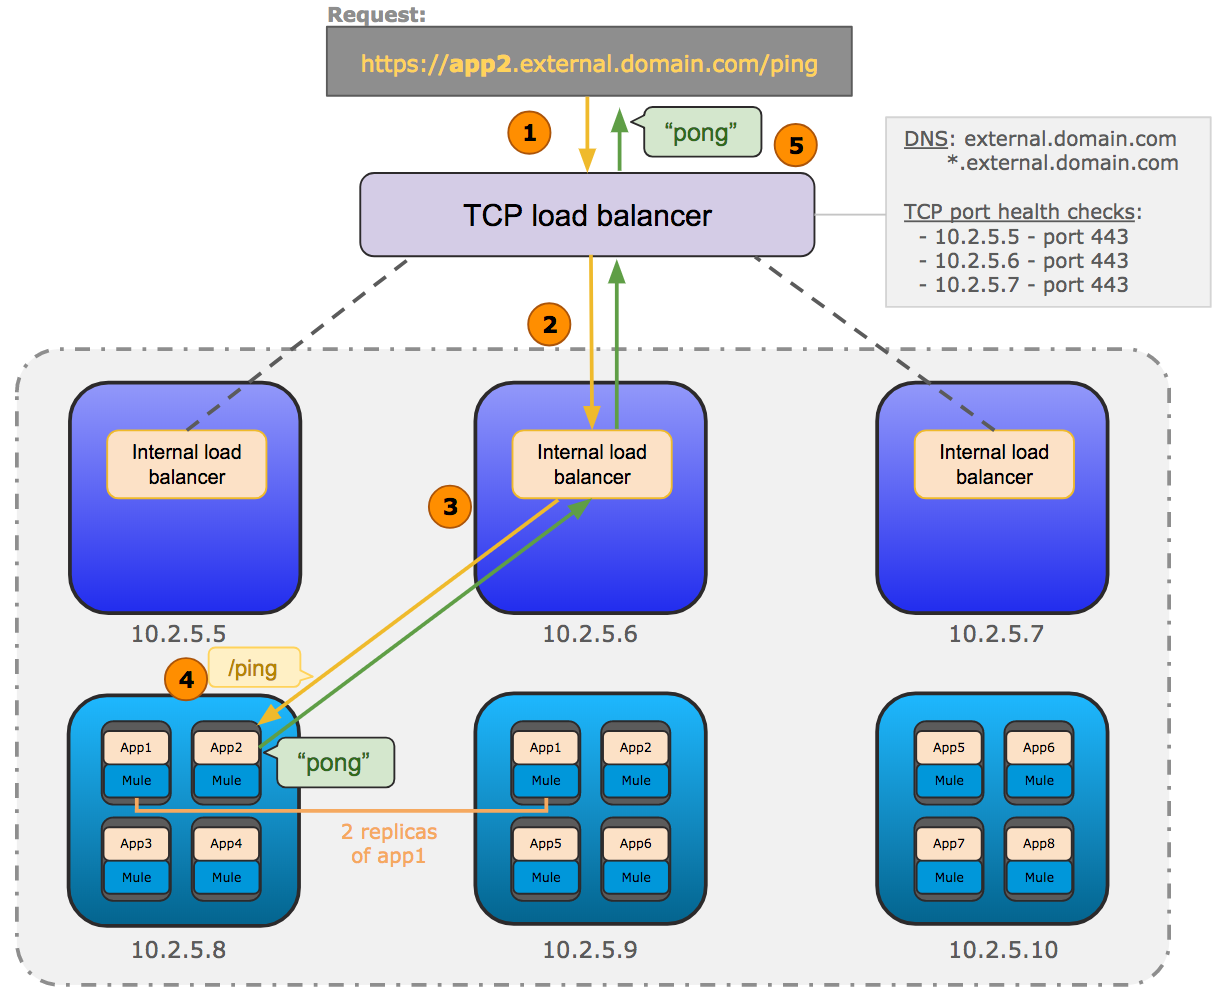 Request:
https://app2.external.domain.com/ping
1
“pong”
5
DNS: external.domain.com
*.external.domain.com
TCP port health checks:
- 10.2.5.5 - port 443
- 10.2.5.6 - port 443
- 10.2.5.7 - port 443
TCP load balancer
2
Internal load
balancer
Internal load
balancer
Internal load
balancer
3
10.2.5.5
10.2.5.6
10.2.5.7
4
/ping
App1
Mule
App2
Mule
“pong”
App3
Mule
App4
Mule
2 replicas
of app1
App1
Mule
App2
Mule
App5
Mule
App6
Mule
App5
Mule
App6
Mule
App7
Mule
App8
Mule
10.2.5.8
10.2.5.9
10.2.5.10